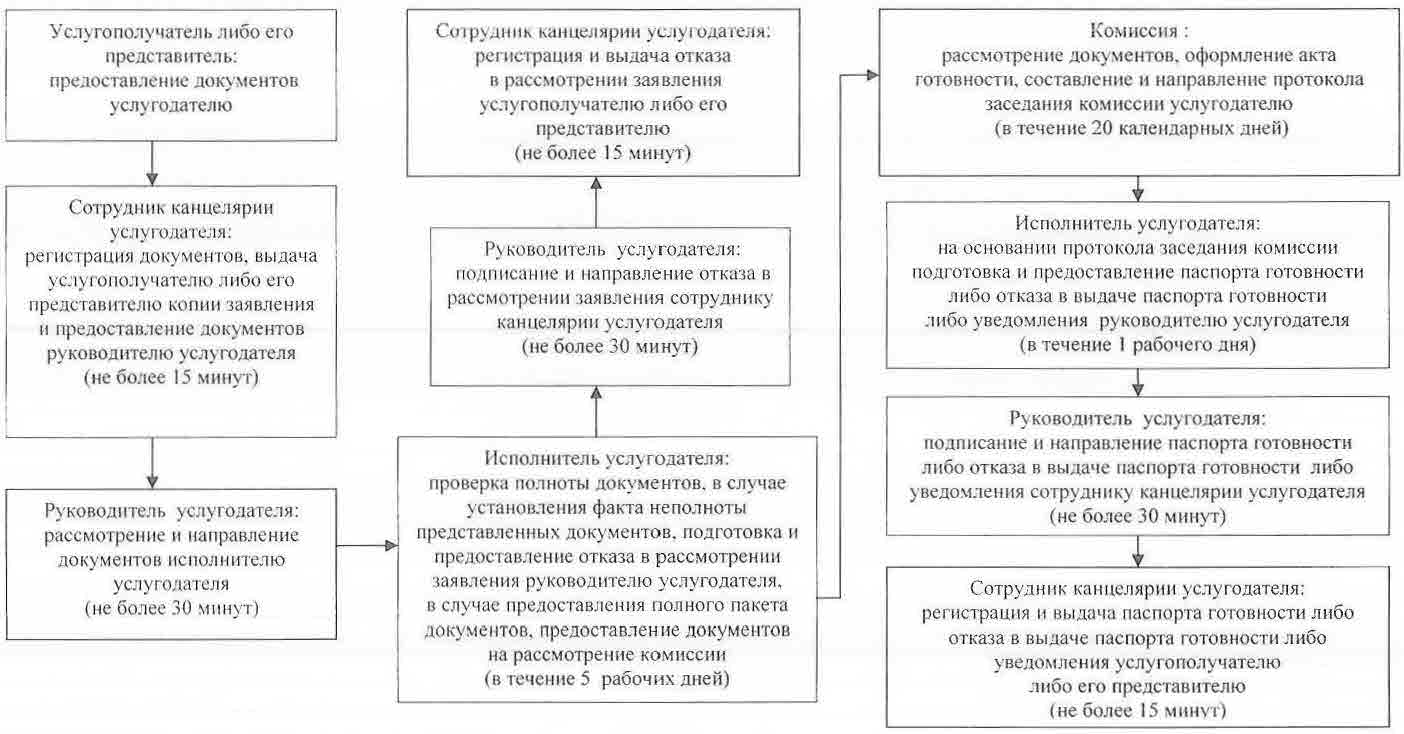 Услугополучатель либо его
представитель:
предоставление документов
услугодателю
Сотрудник канцелярии
услугодателя:
регистрация документов, выдача
услугополучателю либо его
представителю копии заявления
и предоставление документов
руководителю услугодателя
(не более 15 минут)
Руководитель услугодателя:
рассмотрение и направление
документов исполнителю
услугодателя
(не более 30 минут)
Исполнитель услугодателя:
проверка полноты документов, в случае
установления факта неполноты
представленных документов, подготовка и
предоставление отказа в рассмотрении
заявления руководителю услугодателя,
в случае предоставления полного пакета
документов, предоставление документов
на рассмотрение комиссии
(в течение 5 рабочих дней)
Руководитель услугодателя:
подписание и направление отказа в
рассмотрении заявления сотруднику
канцелярии услугодателя
(не более 30 минут)
Сотрудник канцелярии услугодателя:
регистрация и выдача отказа
в рассмотрении заявления
услугополучателю либо его
представителю
(не более 15 минут)
Комиссия :
рассмотрение документов, оформление акта
готовности, составление и направление протокола
заседания комиссии услугодателю
(в течение 20 календарных дней)
Исполнитель услугодателя:
на основании протокола заседания комиссии
подготовка и предоставление паспорта готовности
либо отказа в выдаче паспорта готовности
либо уведомления руководителю услугодателя
(в течение 1 рабочего дня)
Руководитель услугодателя:
подписание и направление паспорта готовности
либо отказа в выдаче паспорта готовности либо
уведомления сотруднику канцелярии услугодателя
(не более 30 минут)
Сотрудник канцелярии услугодателя:
регистрация и выдача паспорта готовности либо
отказа в выдаче паспорта готовности либо
уведомления услугополучателю
либо его представителю
(не более 15 минут)